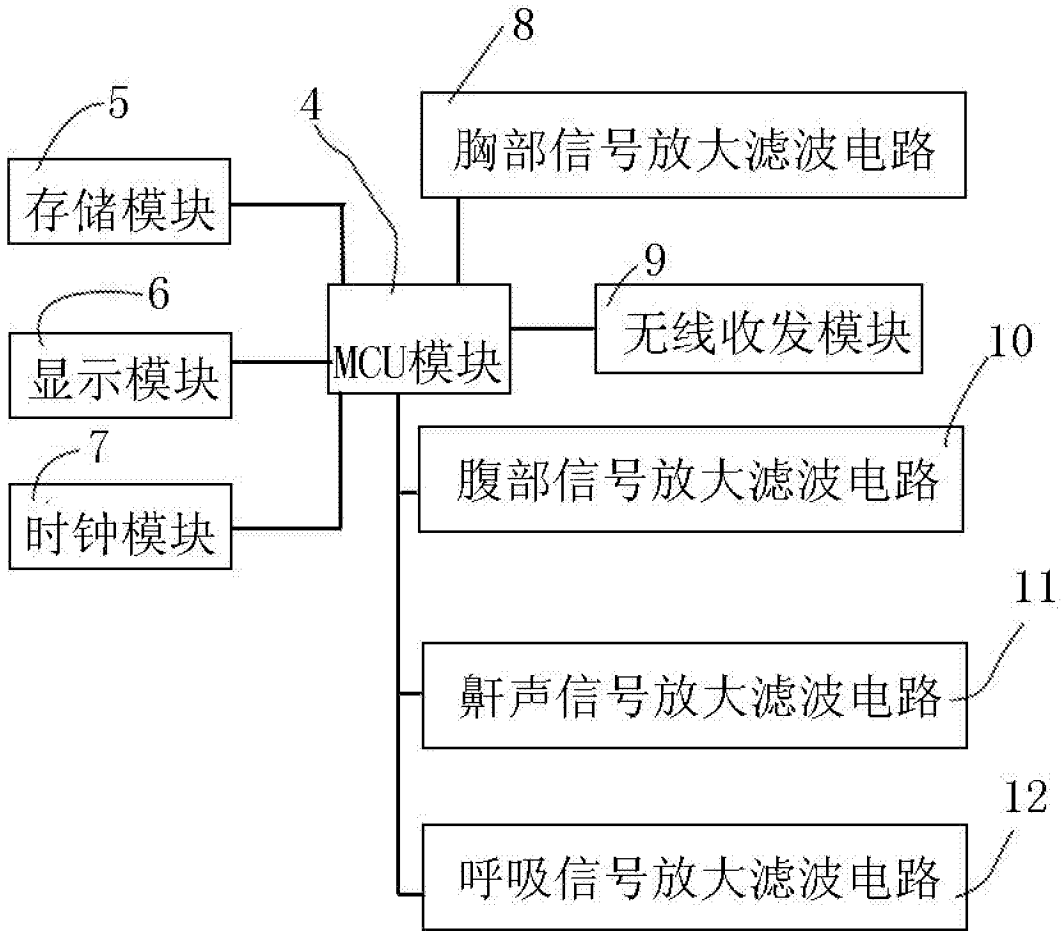 8
胸部信号放大滤波电路
5
存储模块
4
MCU模块
9
无线收发模块
6
显示模块
10
腹部信号放大滤波电路
7
时钟模块
11
鼾声信号放大滤波电路
12
呼吸信号放大滤波电路